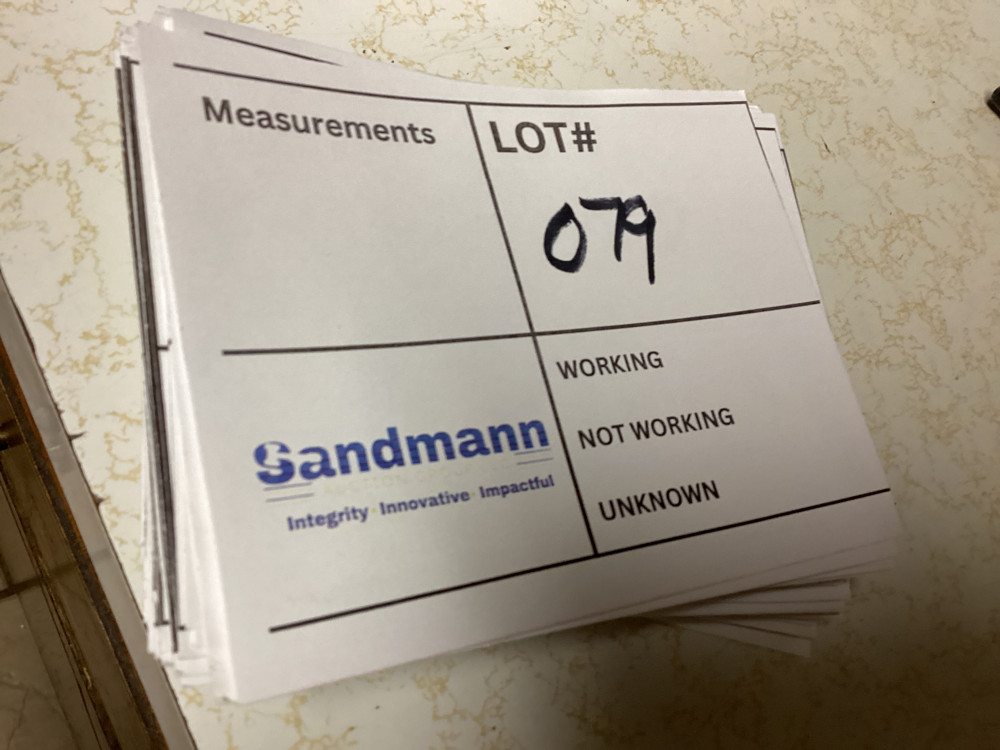 Measurements
LOT#
079
WORKING
NOT WORKING
UNKNOWN
Sandmann
Integrity Innovative Impactful